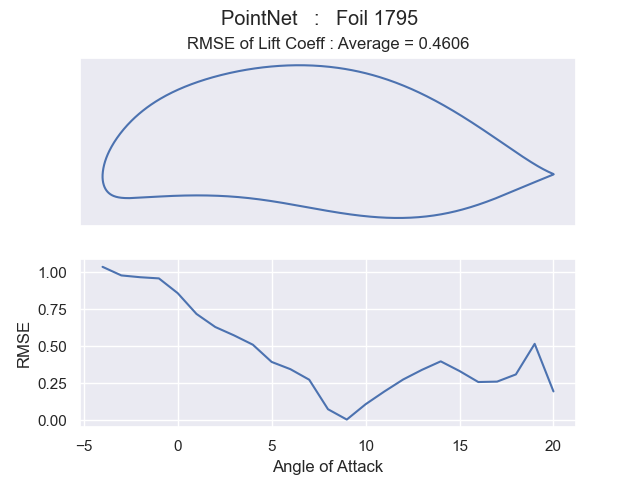 PointNet : Foil 1795
RMSE of Lift Coeff : Average = 0.4606
1.00
0.75
0.50
0.25
0.00
RMSE
−5 0 5 10 15 20
Angle of Attack